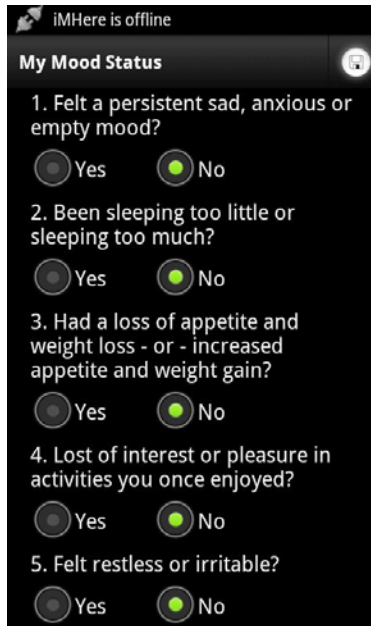 iMHere is offline
My Mood Status
1. Felt a persistent sad, anxious or
empty mood?
Yes No
2. Been sleeping too little or
sleeping too much?
Yes No
3. Had a loss of appetite and
weight loss - or - increased
appetite and weight gain?
Yes No
4. Lost of interest or pleasure in
activities you once enjoyed?
Yes No
5. Felt restless or irritable?
Yes No